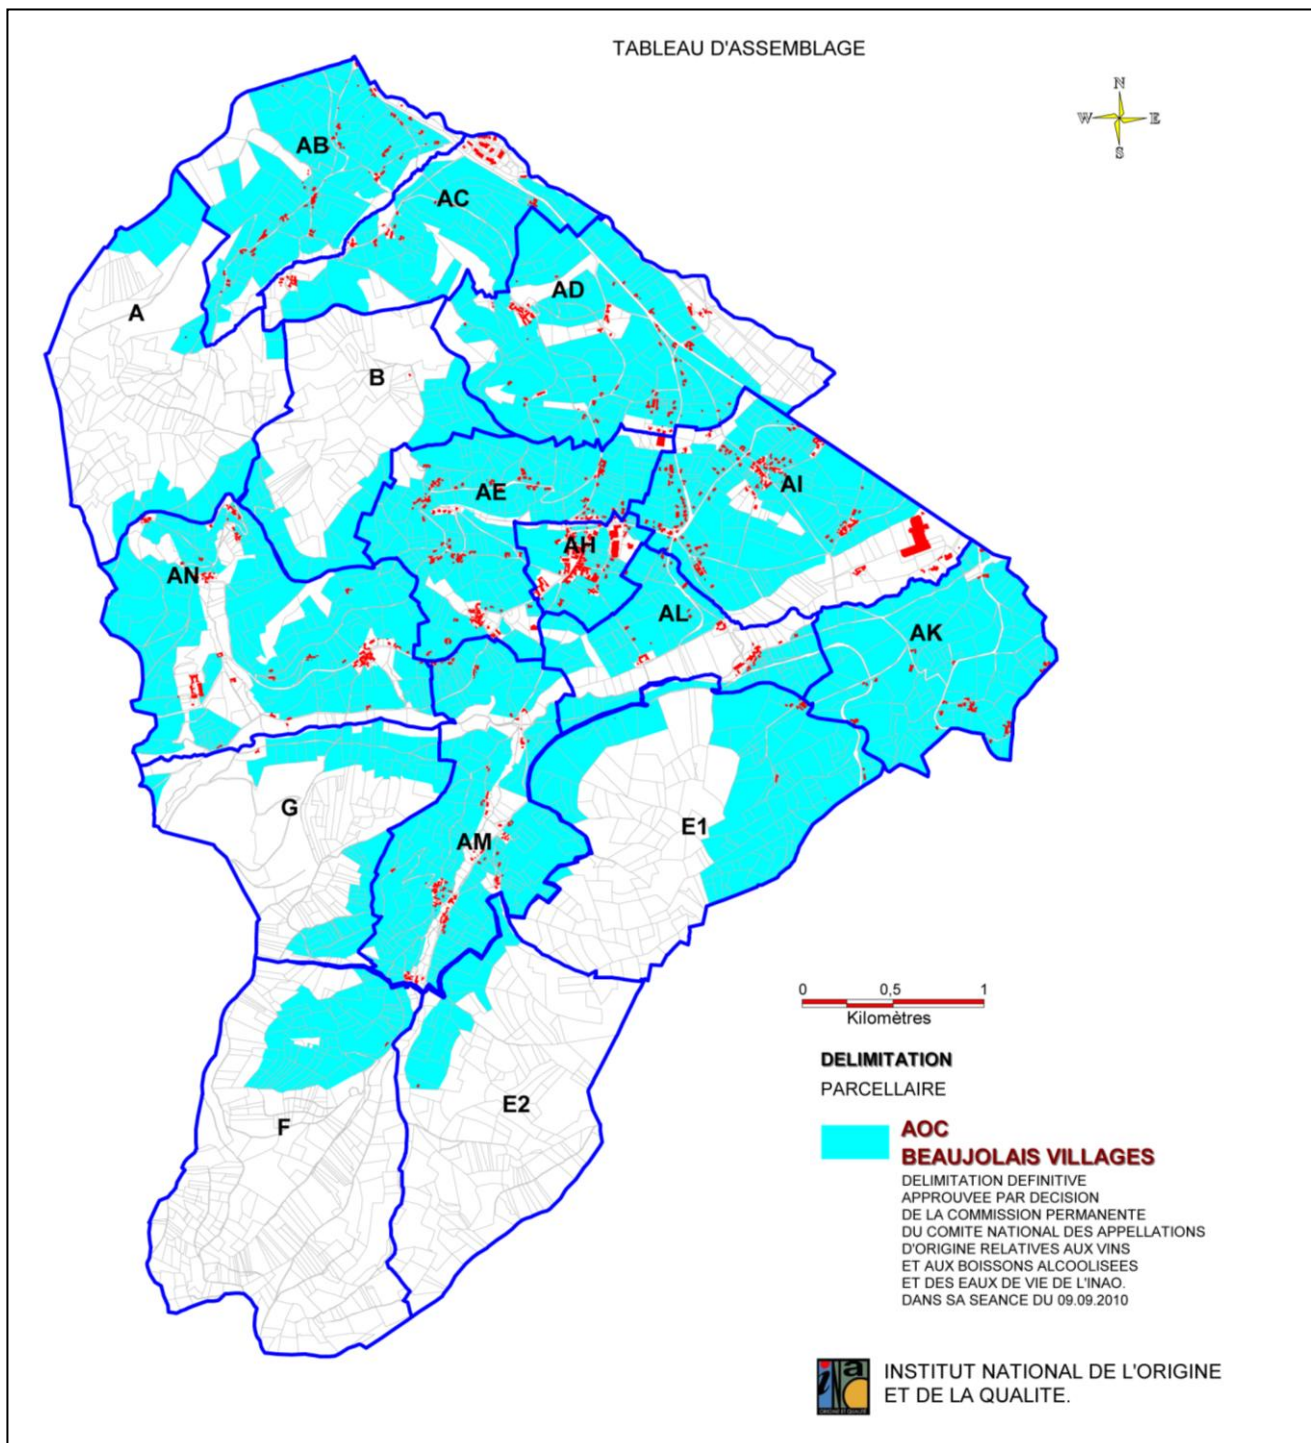 TABLEAU D'ASSEMBLAGE
N
W E
S
AB
AC
A
AD
B
AE
AI
AH
AN
AL
AK
G
E1
AM
E2
F
0 0,5 1
Kilomètres
DELIMITATION
PARCELLAIRE
AOC
BEAUJOLAIS VILLAGES
DELIMITATION DEFINITIVE
APPROUVEE PAR DECISION
DE LA COMMISSION PERMANENTE
DU COMITE NATIONAL DES APPELLATIONS
D'ORIGINE RELATIVES AUX VINS
ET AUX BOISSONS ALCOOLISEES
ET DES EAUX DE VIE DE L'INAO.
DANS SA SEANCE DU 09.09.2010
INAO
INSTITUT NATIONAL DE L'ORIGINE
ET DE LA QUALITE.